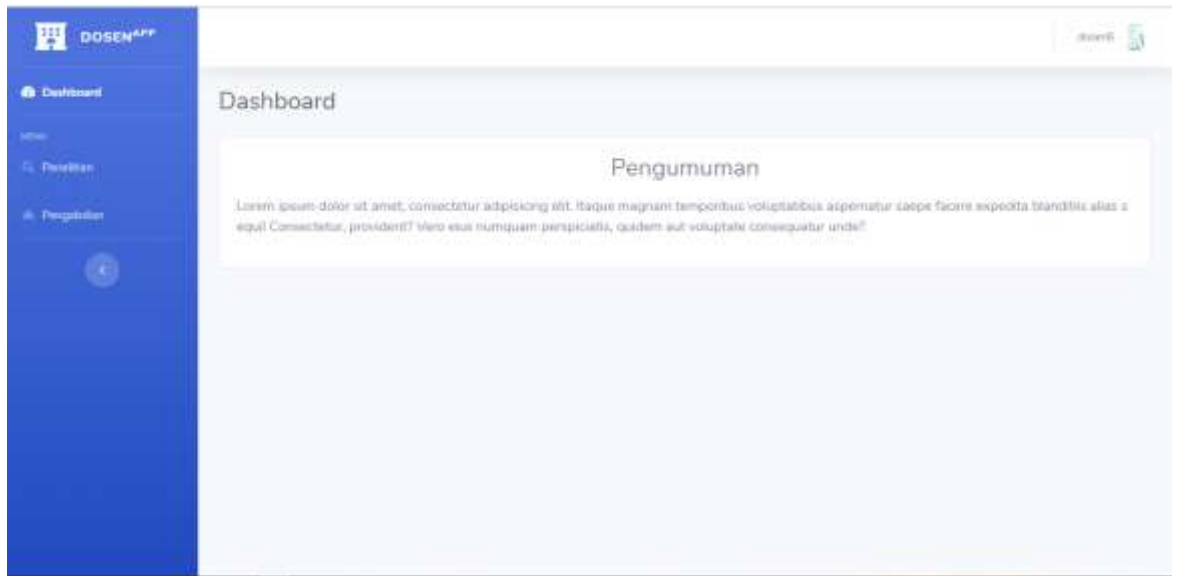 DOSENAPP
Dashboard
MENU
Penelitian
Pengabdian
Dashboard
Pengumuman
Lorem ipsum dolor sit amet, consectetur adipisicing elit. Itaque magnam temporibus voluptatibus aspernatur saepe facere expedita blanditiis alias a
equi! Consectetur, provident? Vero eius numquam perspiciatis, quidem aut voluptate consequatur unde?